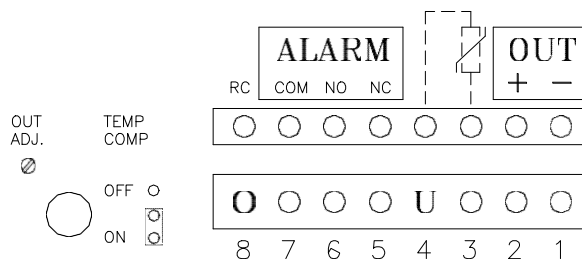 ALARM
OUT
RC COM NO NC + −
OUT ADJ.
TEMP COMP
OFF
ON
O U
8 7 6 5 4 3 2 1